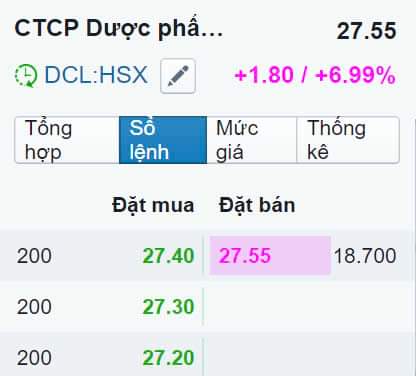 CTCP Dược phẩ... 27.55
DCL:HSX +1.80 / +6.99%
Tổng hợp Sổ lệnh Mức giá Thống kê
Đặt mua Đặt bán
200 27.40 27.55 18.700
200 27.30
200 27.20